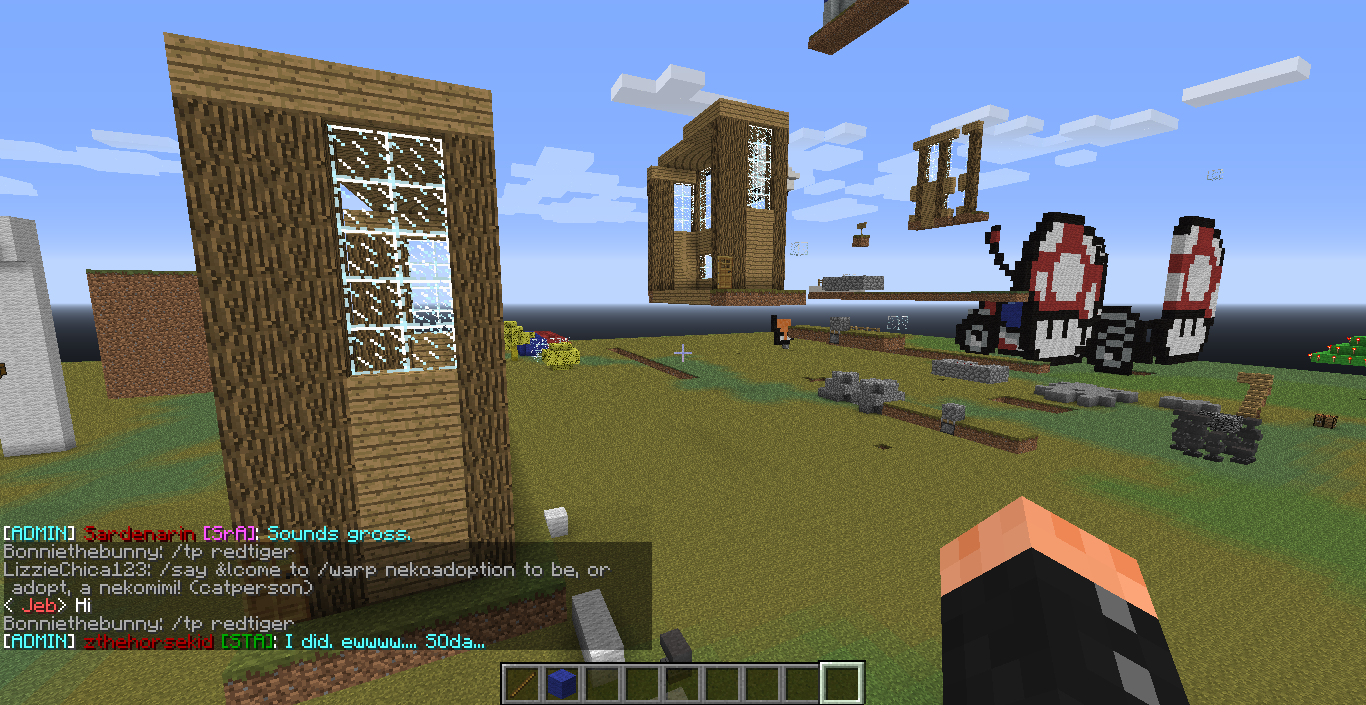 [ADMIN] Sardenarin [SrA]: Sounds gross.
Bonniethebunny: /tp redtiger
LizzieChica123: /say &lcome to /warp nekoadoption to be, or
adopt, a nekomimi! (catperson)
< Jeb> Hi
Bonniethebunny: /tp redtiger
[ADMIN] zthehorsekid [STA]: I did. ewwww.... SOda...